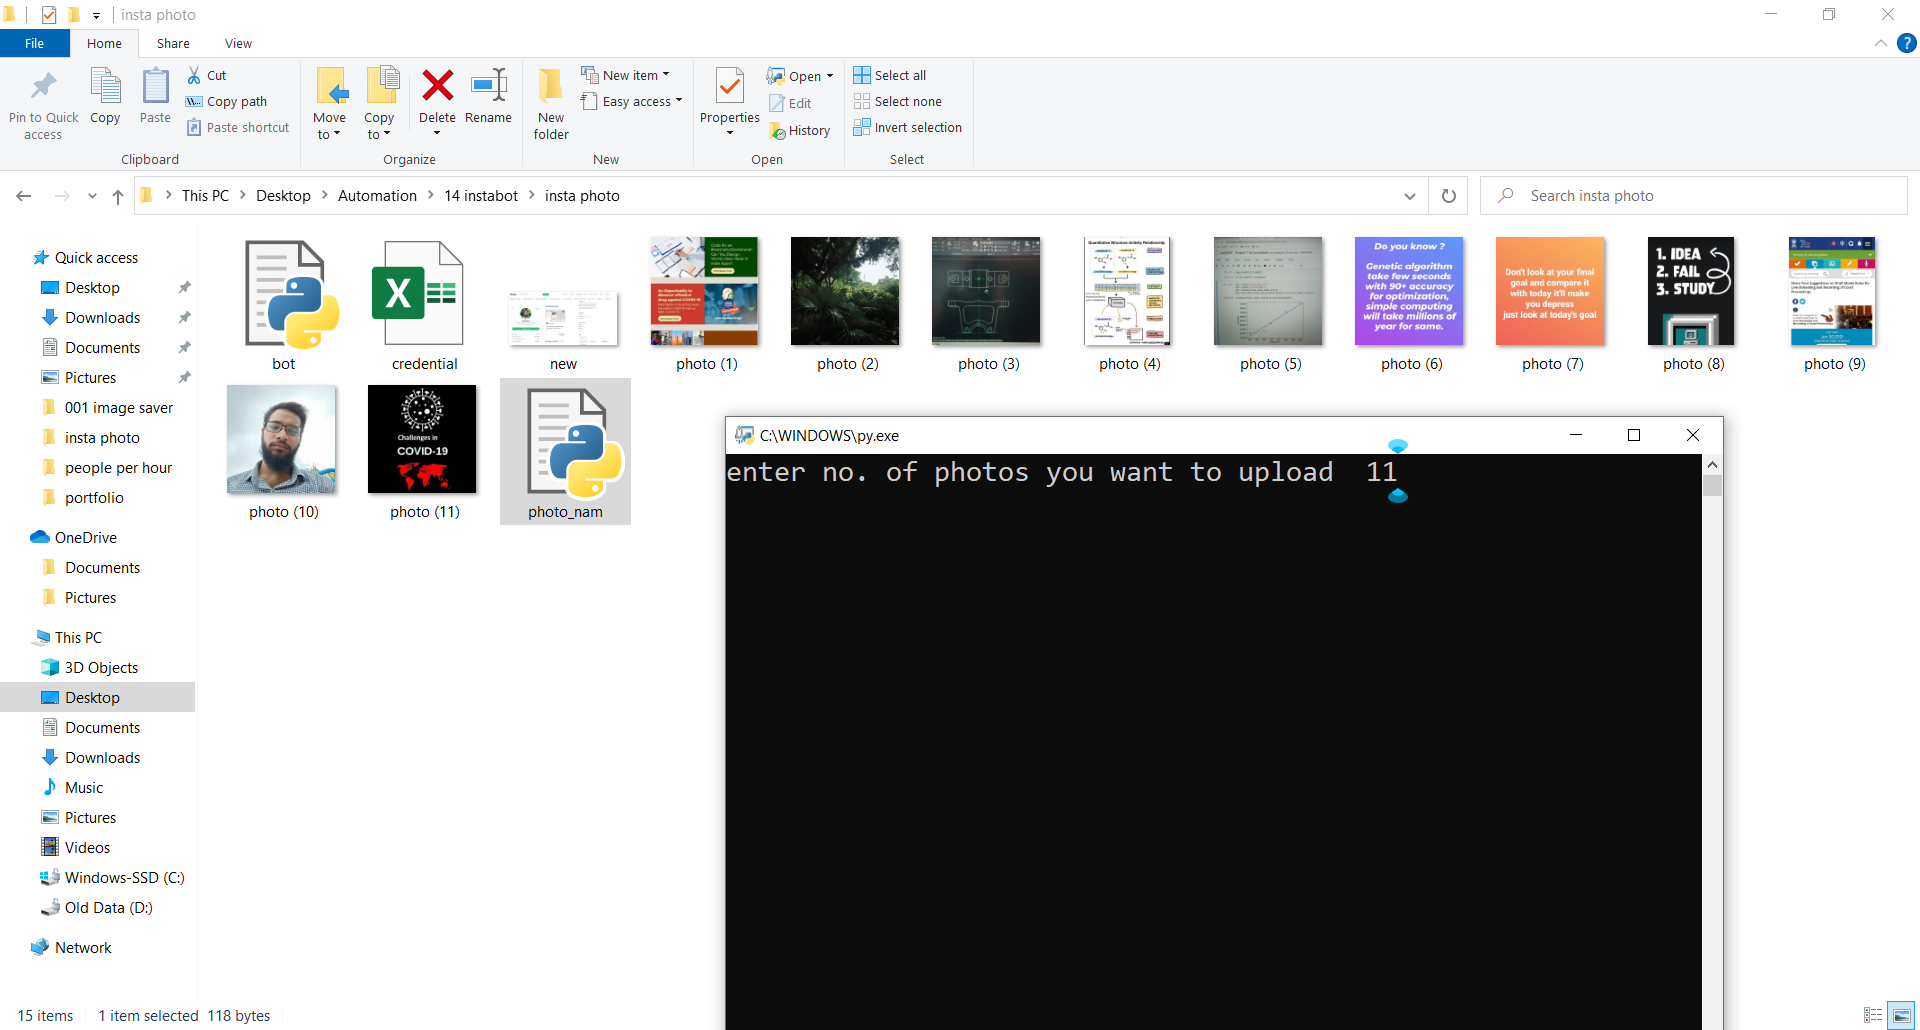 insta photo
File
Home
Share
View
Pin to Quick access
Copy
Paste
Cut
Copy path
Paste shortcut
Clipboard
Move to
Copy to
Delete
Rename
Organize
New folder
New item
Easy access
New
Properties
Open
Edit
History
Open
Select all
Select none
Invert selection
Select
This PC
Desktop
Automation
14 instabot
insta photo
Search insta photo
Quick access
Desktop
Downloads
Documents
Pictures
001 image saver
insta photo
people per hour
portfolio
OneDrive
Documents
Pictures
This PC
3D Objects
Desktop
Documents
Downloads
Music
Pictures
Videos
Windows-SSD (C:)
Old Data (D:)
Network
Do you know ?
Genetic algorithm
take few seconds
with 90+ accuracy
for optimization,
simple computing
will take millions of
year for same.
Don't look at your final
goal and compare it
with today it'll make
you depress
just look at today's goal
1. IDEA
2. FAIL
3. STUDY
bot
credential
new
photo (1)
photo (2)
photo (3)
photo (4)
photo (5)
photo (6)
photo (7)
photo (8)
photo (9)
Challenges in
COVID-19
photo (10)
photo (11)
photo_nam
C:\WINDOWS\py.exe
enter no. of photos you want to upload 11
15 items
1 item selected
118 bytes